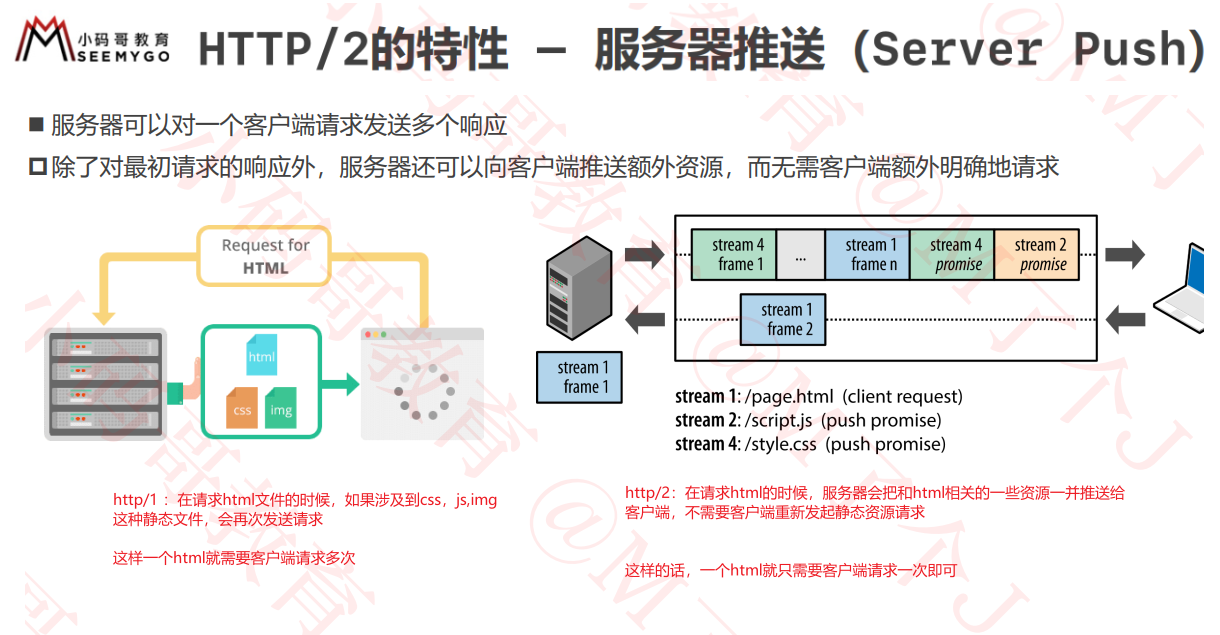 小码哥教育
SEEMYGO
HTTP/2的特性 — 服务器推送 (Server Push)
■ 服务器可以对一个客户端请求发送多个响应
除了对最初请求的响应外，服务器还可以向客户端推送额外资源，而无需客户端额外明确地请求
Request for
HTML
html
css img
stream 4
frame 1
...
stream 1
frame n
stream 4
promise
stream 2
promise
stream 1
frame 2
stream 1
frame 1
stream 1: /page.html (client request)
stream 2: /script.js (push promise)
stream 4: /style.css (push promise)
http/1 ：在请求html文件的时候，如果涉及到css，js,img
这种静态文件，会再次发送请求
这样一个html就需要客户端请求多次
http/2：在请求html的时候，服务器会把和html相关的一些资源一并推送给
客户端，不需要客户端重新发起静态资源请求
这样的话，一个html就只需要客户端请求一次即可
小码哥教育
@M了个J